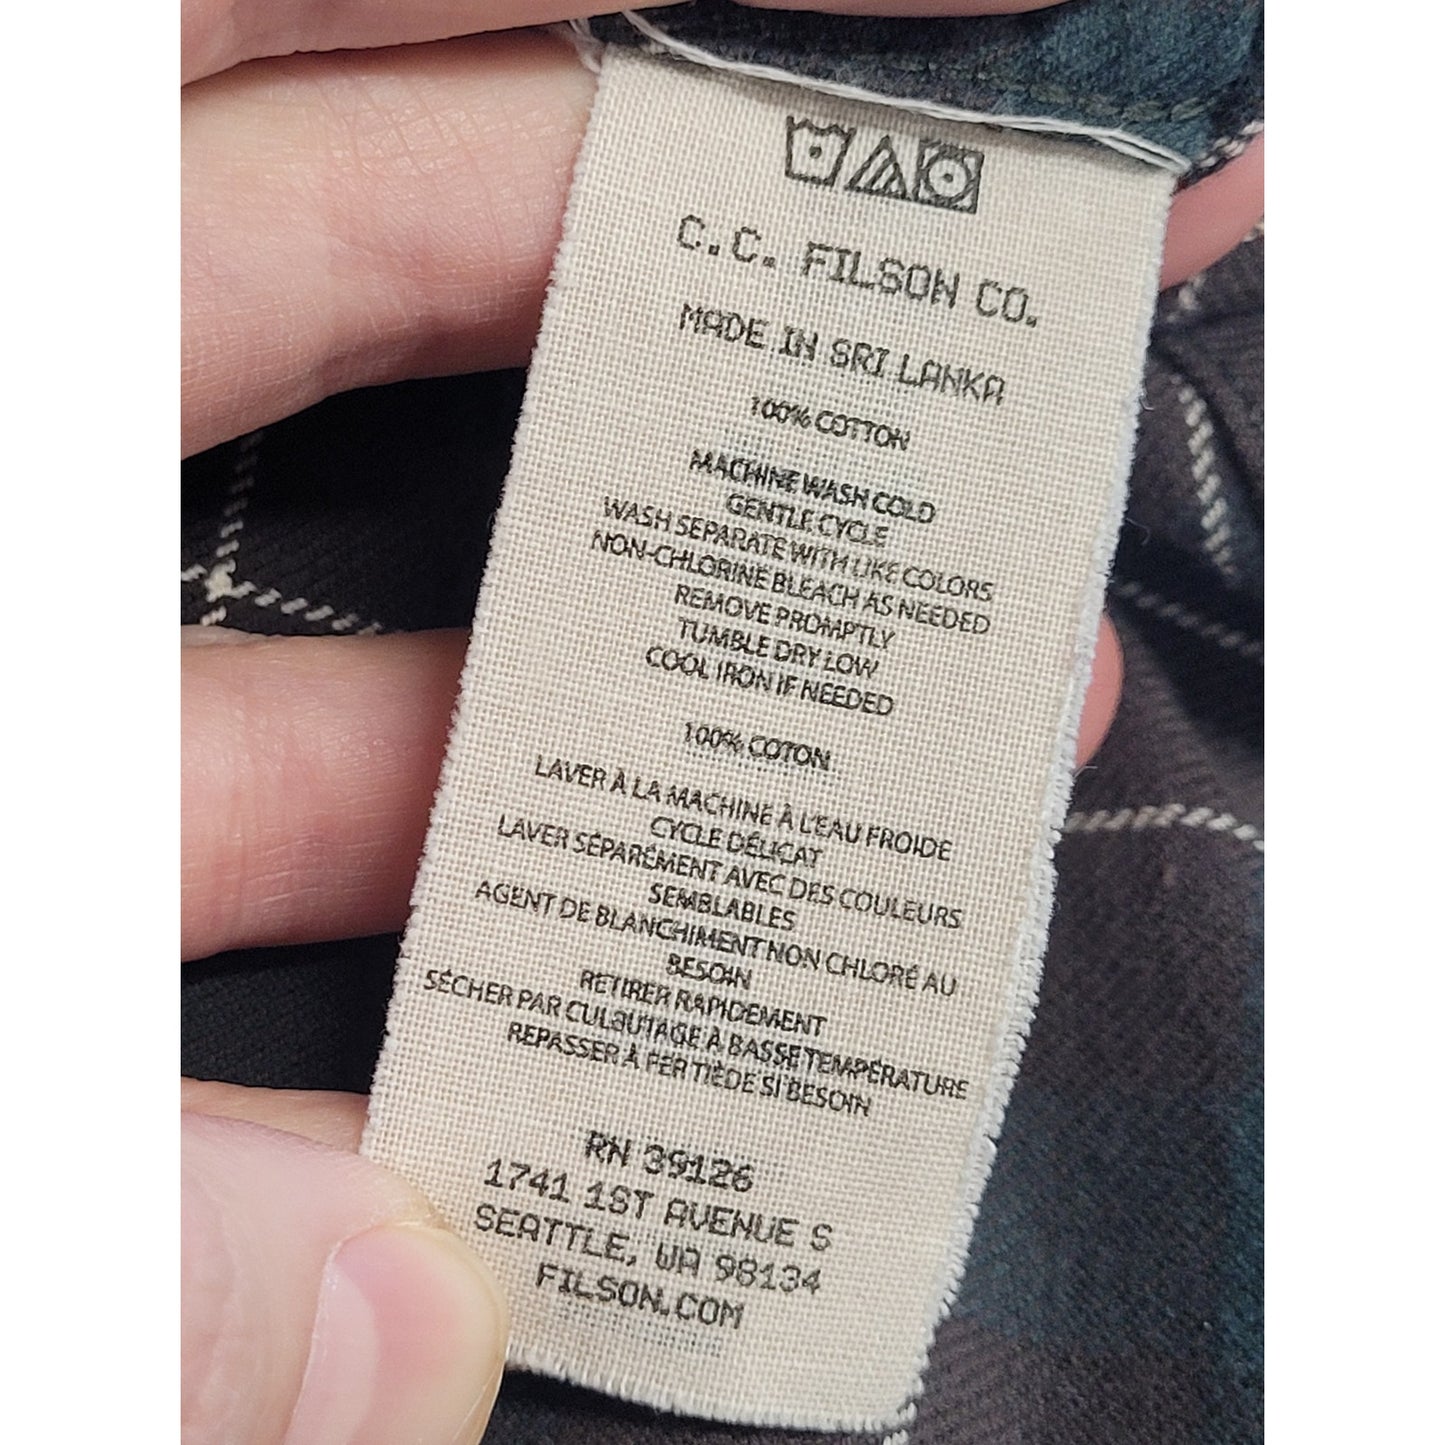 C.C. FILSON CO.
MADE IN SRI LANKA
100% COTTON
MACHINE WASH COLD
GENTLE CYCLE
WASH SEPARATE WITH LIKE COLORS
NON-CHLORINE BLEACH AS NEEDED
REMOVE PROMPTLY
TUMBLE DRY LOW
COOL IRON IF NEEDED
100% COTON
LAVER À LA MACHINE À L'EAU FROIDE
CYCLE DÉLICAT
LAVER SÉPARÉMENT AVEC DES COULEURS
SEMBLABLES
AGENT DE BLANCHIMENT NON CHLORÉ AU
BESOIN
RETIRER RAPIDEMENT
SÉCHER PAR CULBUTAGE À BASSE TEMPÉRATURE
REPASSER À FER TIÈDE SI BESOIN
RN 39126
1741 1ST AVENUE S
SEATTLE, WA 98134
FILSON.COM